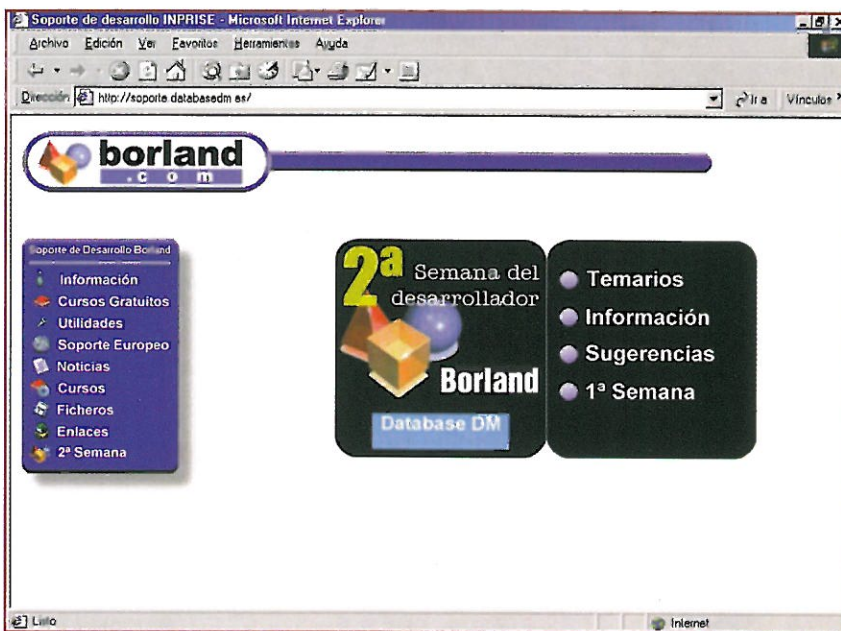 Soporte de desarrollo INPRISE - Microsoft Internet Explorer
Archivo Edición Ver Favoritos Herramientas Ayuda
Dirección http://soporte.databasedm.es/ Ir a Vínculos »
borland
.com
Soporte de Desarrollo Borland
Información
Cursos Gratuitos
Utilidades
Soporte Europeo
Noticias
Cursos
Ficheros
Enlaces
2ª Semana
2ª Semana del
desarrollador
Borland
Database DM
Temarios
Información
Sugerencias
1ª Semana
Listo Internet